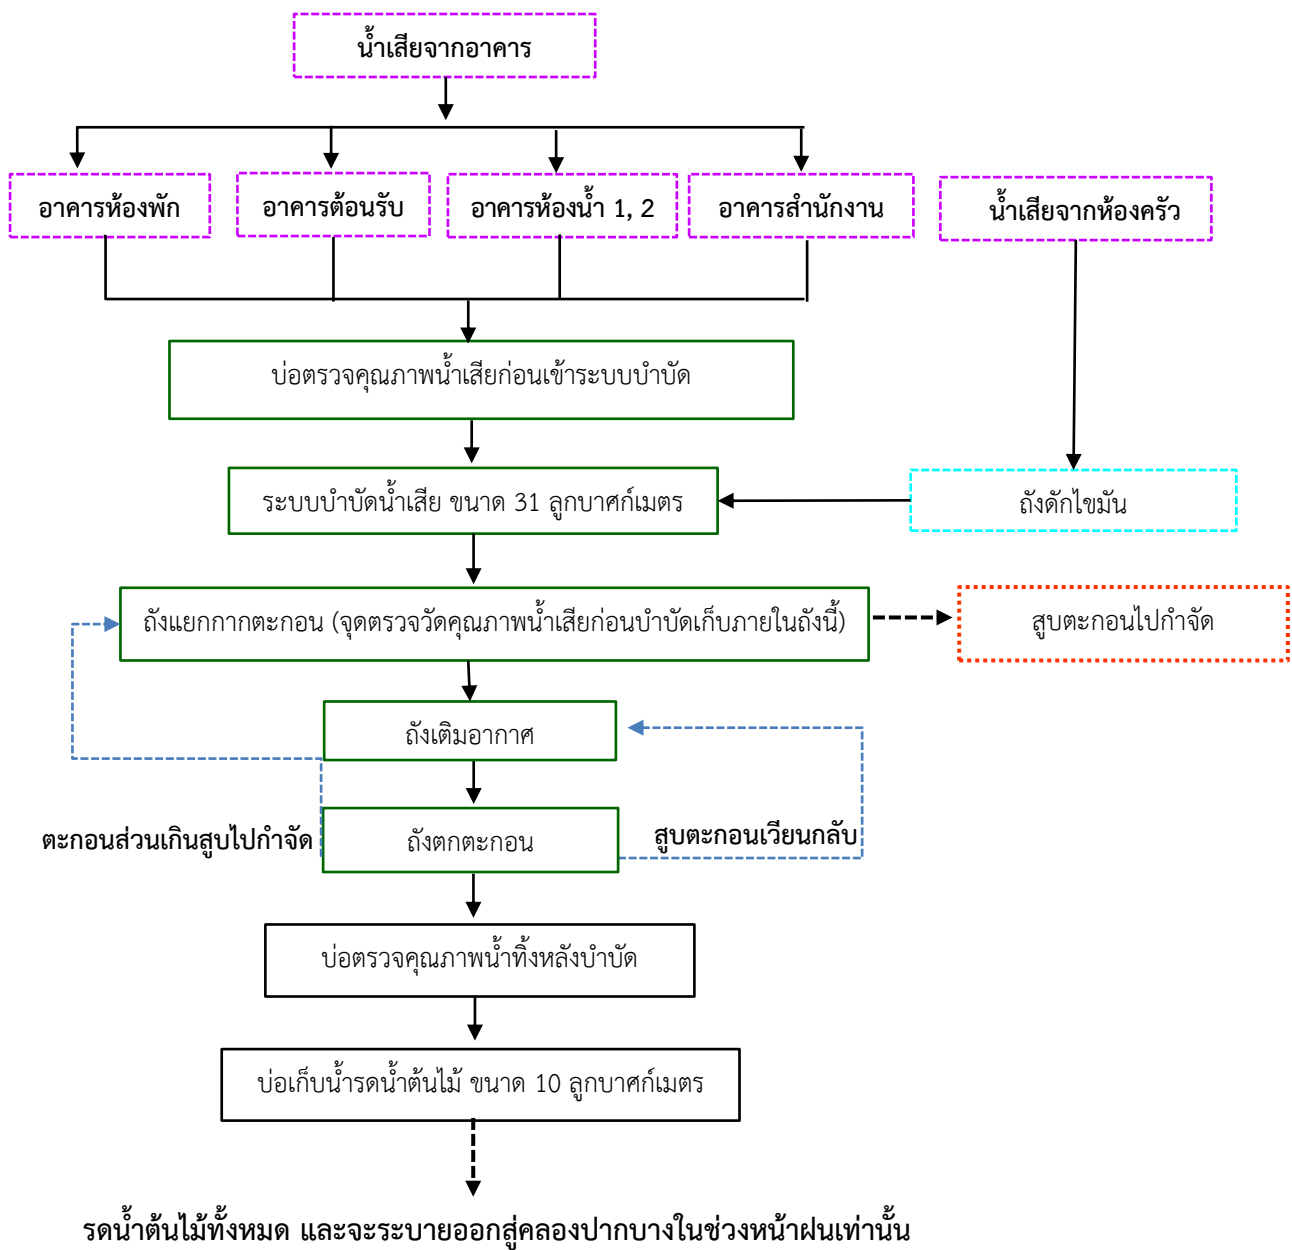 น้ำเสียจากอาคาร
อาคารห้องพัก
อาคารต้อนรับ
อาคารห้องน้ำ 1, 2
อาคารสำนักงาน
น้ำเสียจากห้องครัว
บ่อตรวจคุณภาพน้ำเสียก่อนเข้าระบบบำบัด
ระบบบำบัดน้ำเสีย ขนาด 31 ลูกบาศก์เมตร
ถังดักไขมัน
ถังแยกกากตะกอน (จุดตรวจวัดคุณภาพน้ำเสียก่อนบำบัดเก็บภายในถังนี้)
สูบตะกอนไปกำจัด
ถังเติมอากาศ
ตะกอนส่วนเกินสูบไปกำจัด
ถังตกตะกอน
สูบตะกอนเวียนกลับ
บ่อตรวจคุณภาพน้ำทิ้งหลังบำบัด
บ่อเก็บน้ำรดน้ำต้นไม้ ขนาด 10 ลูกบาศก์เมตร
รดน้ำต้นไม้ทั้งหมด และจะระบายออกสู่คลองปากบางในช่วงหน้าฝนเท่านั้น